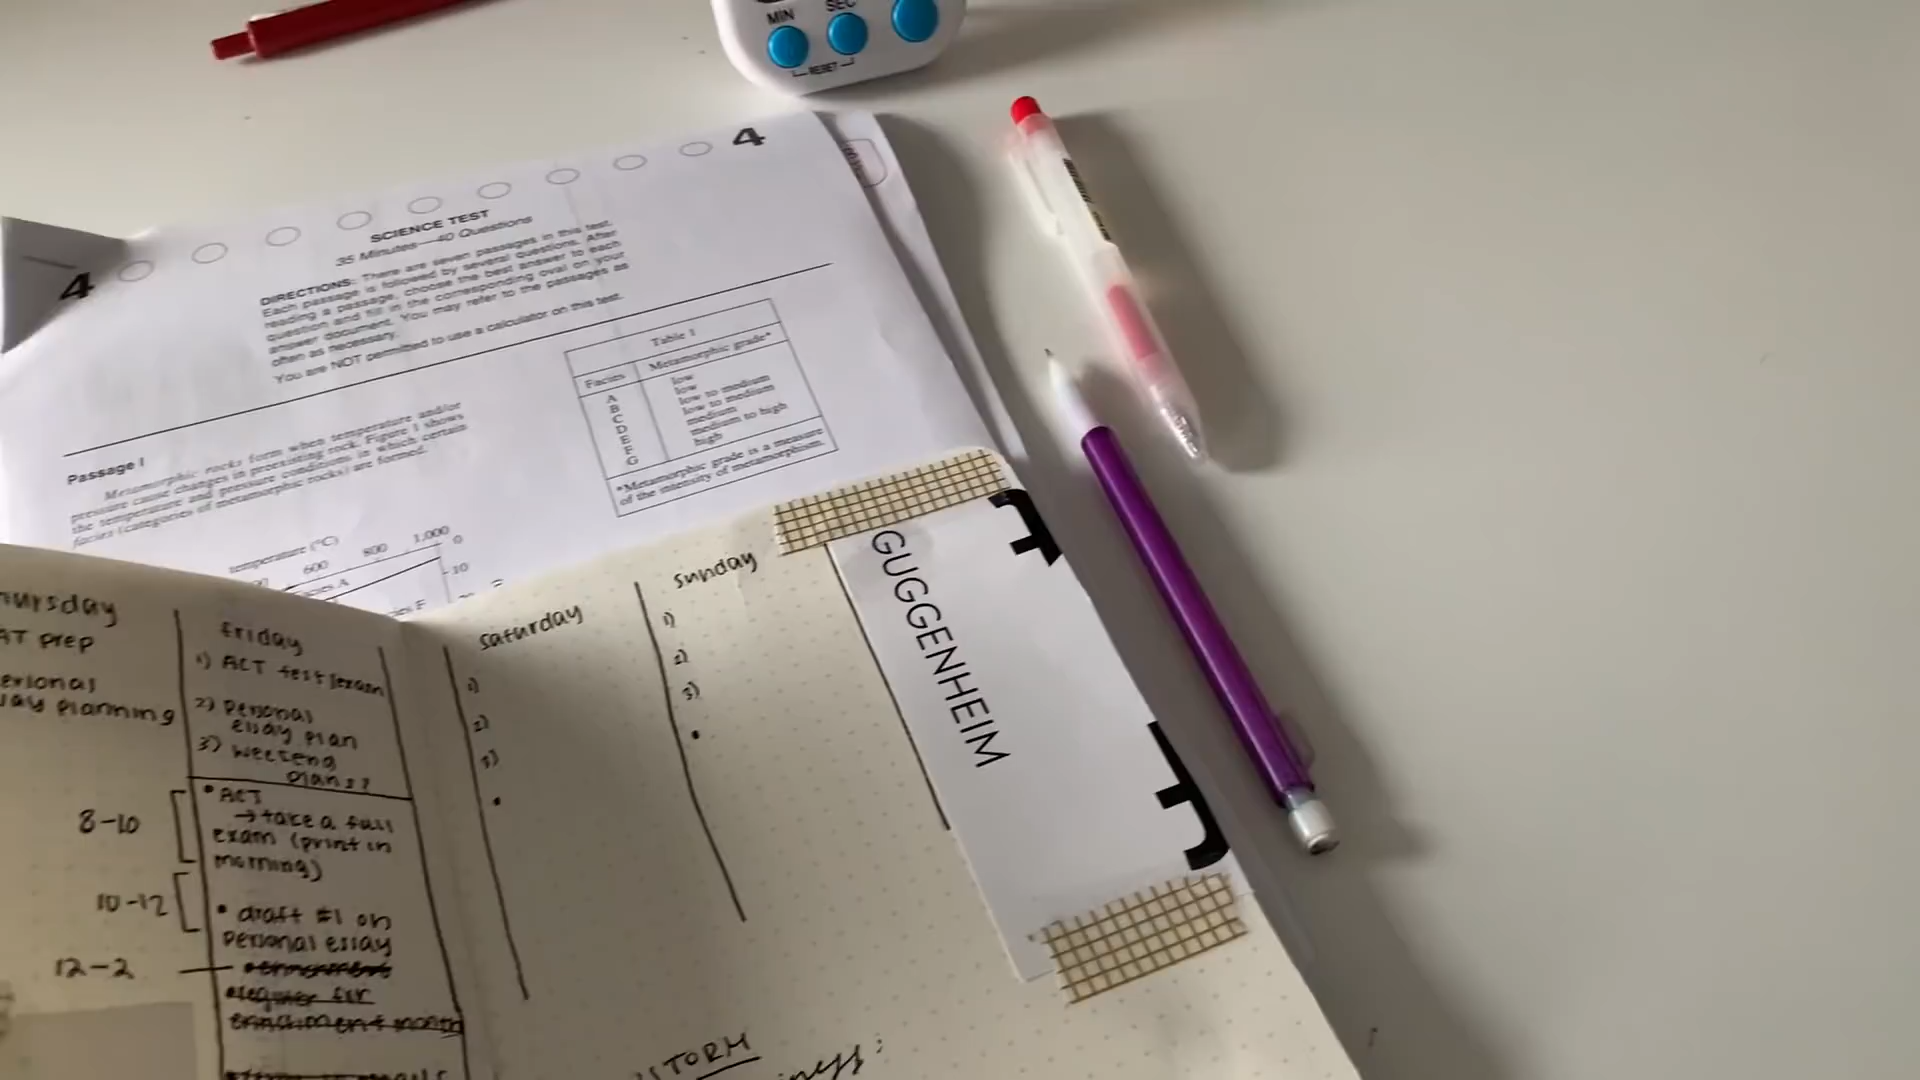 MIN SEC
RESET
4
4
SCIENCE TEST
35 Minutes—40 Questions
DIRECTIONS: There are seven passages in this test.
Each passage is followed by several questions. After
reading a passage, choose the best answer to each
question and fill in the corresponding oval on your
answer document. You may refer to the passages as
often as necessary.
You are NOT permitted to use a calculator on this test.
Passage I
Metamorphic rocks form when temperature and/or
pressure cause changes in preexisting rock. Figure 1 shows
the temperature and pressure conditions in which certain
facies (categories of metamorphic rocks) are formed.
temperature (°C)
600 800 1,000
0
10
Table 1
Facies Metamorphic grade*
A low
B low
C low to medium
D low to medium
E medium
F medium to high
G high
*Metamorphic grade is a measure
of the intensity of metamorphism.
prep
planning
friday
1) ACT test/exam
2) personal
essay plan
3) weekend
plans?
8-10
• ACT
→ take a full
exam (print in
morning)
10-12
• draft #1 on
personal essay
12-2
register for
enrichment month
saturday
1)
2)
3)
•
sunday
1)
2)
3)
•
GUGGENHEIM